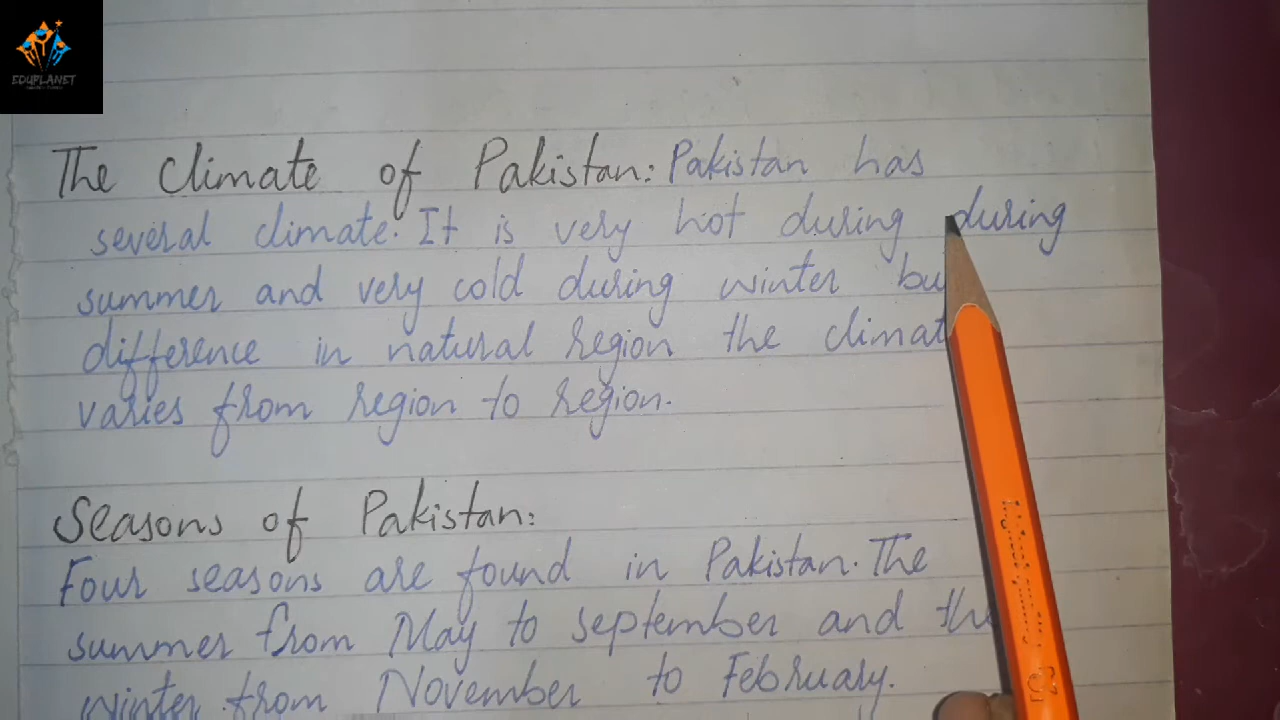 EDUPLANET
The Climate of Pakistan: Pakistan has
several climate. It is very hot during during
summer and very cold during winter bu
difference in natural region the climat
varies from region to region.
Seasons of Pakistan:
Four seasons are found in Pakistan. The
summer from May to september and th
winter from November to February.